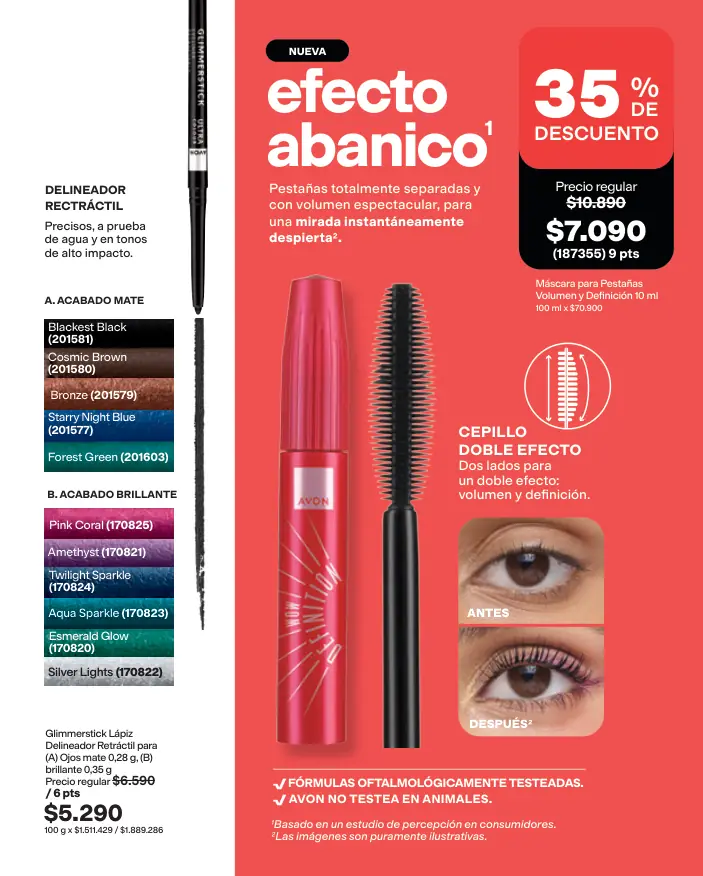 GLIMMERSTICK
ULTRA
AVON
DELINEADOR
RECTRÁCTIL
Precisos, a prueba
de agua y en tonos
de alto impacto.
A. ACABADO MATE
Blackest Black
(201581)
Cosmic Brown
(201580)
Bronze (201579)
Starry Night Blue
(201577)
Forest Green (201603)
B. ACABADO BRILLANTE
Pink Coral (170825)
Amethyst (170821)
Twilight Sparkle
(170824)
Aqua Sparkle (170823)
Esmerald Glow
(170820)
Silver Lights (170822)
Glimmerstick Lápiz
Delineador Retráctil para
(A) Ojos mate 0,28 g, (B)
brillante 0,35 g
Precio regular $6.590
/ 6 pts
$5.290
100 g x $1.511.429 / $1.889.286
NUEVA
efecto
abanico¹
Pestañas totalmente separadas y
con volumen espectacular, para
una mirada instantáneamente
despierta².
35 %
DE
DESCUENTO
Precio regular
$10.890
$7.090
(187355) 9 pts
Máscara para Pestañas
Volumen y Definición 10 ml
100 ml x $70.900
AVON
WOW
DEFINITION
CEPILLO
DOBLE EFECTO
Dos lados para
un doble efecto:
volumen y definición.
ANTES
DESPUÉS²
FÓRMULAS OFTALMOLÓGICAMENTE TESTEADAS.
AVON NO TESTEA EN ANIMALES.
¹Basado en un estudio de percepción en consumidores.
²Las imágenes son puramente ilustrativas.